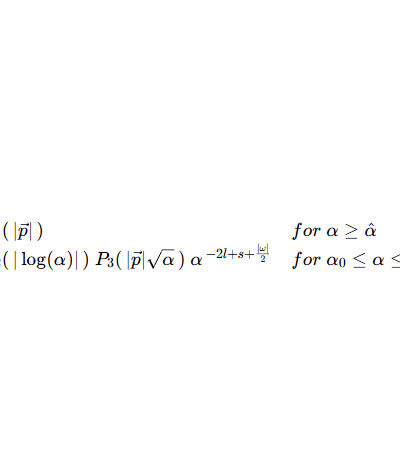 ( |p⃗| ) for α ≥ α̂
( | log(α)| ) P₃( |p⃗|√α ) α^{−2l+s+|ω|/2} for α₀ ≤ α ≤